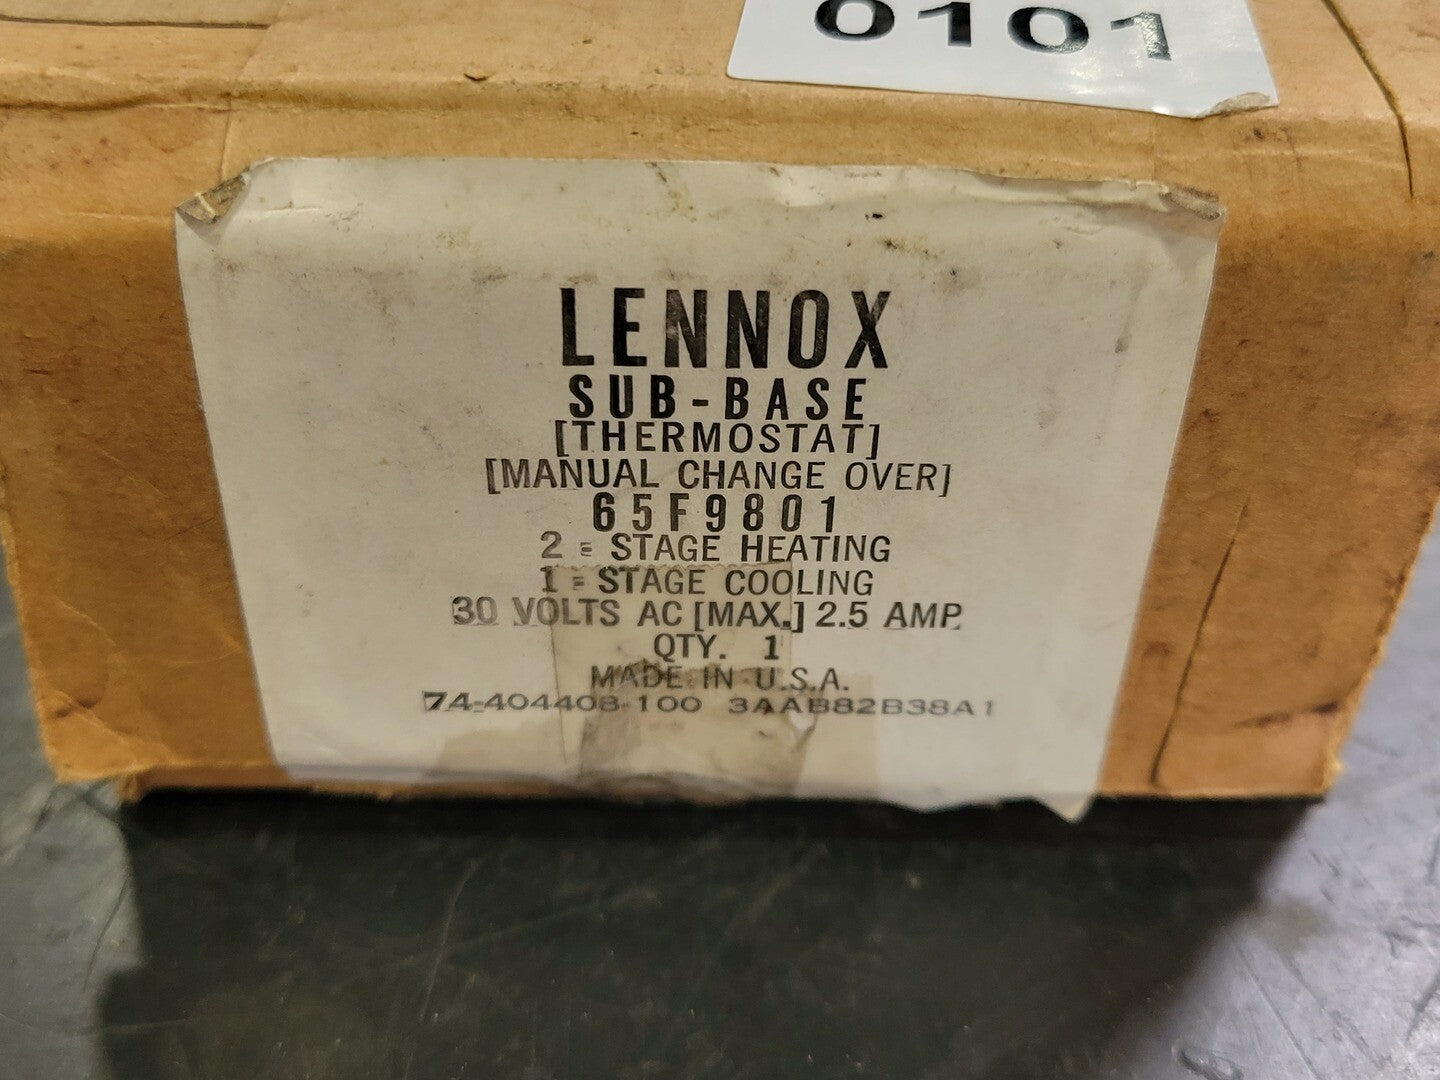 0101
LENNOX
SUB-BASE
[THERMOSTAT]
[MANUAL CHANGE OVER]
65F9801
2 - STAGE HEATING
1 - STAGE COOLING
30 VOLTS AC [MAX.] 2.5 AMP.
QTY. 1
MADE IN U.S.A.
74-404408-100 3AAB82B38A1